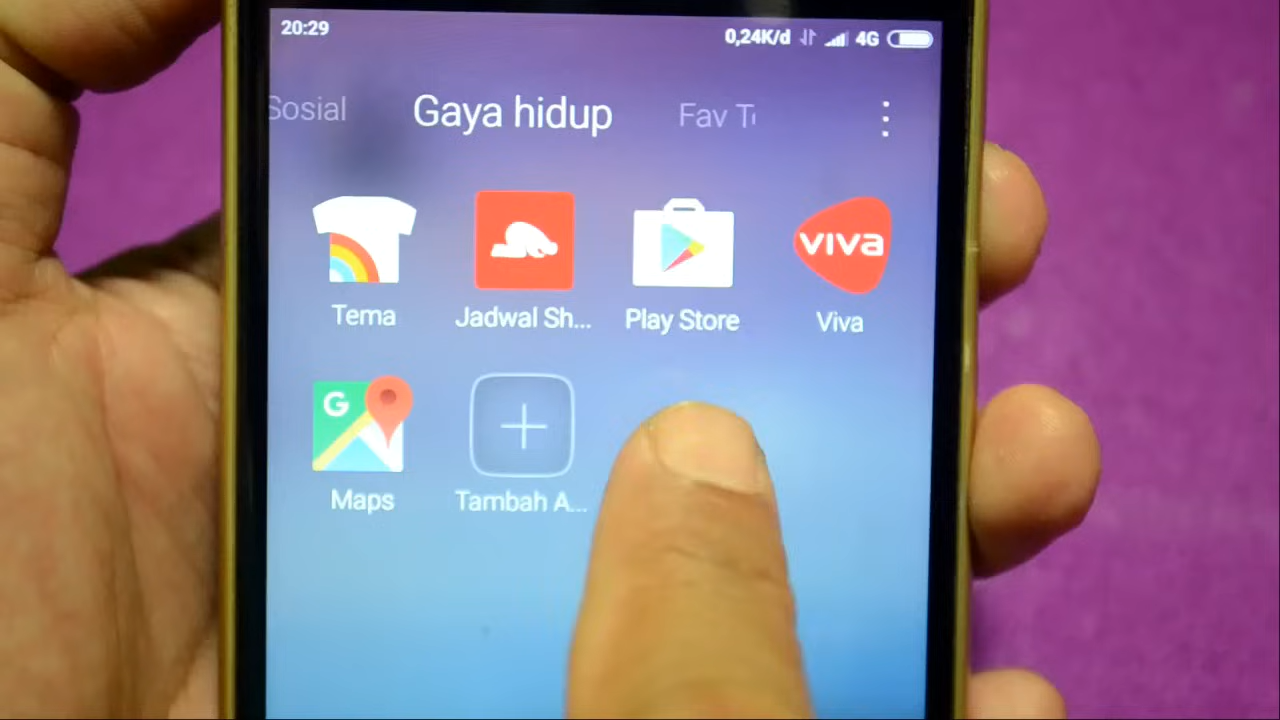 20:29
0,24K/d 4G
Sosial Gaya hidup Fav
viva
Tema Jadwal Sh... Play Store Viva
G
Maps Tambah A...